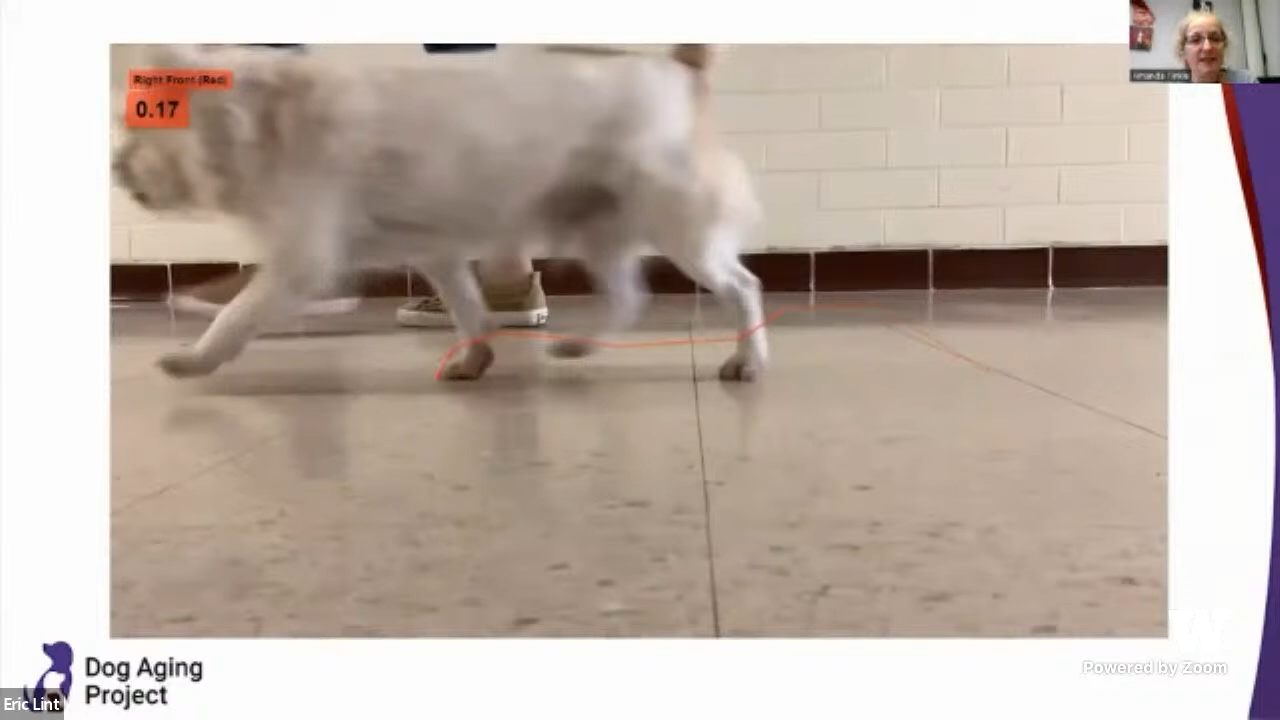 Right Front (Red)
0.17
Dog Aging
Project
Eric Lint
Powered by Zoom